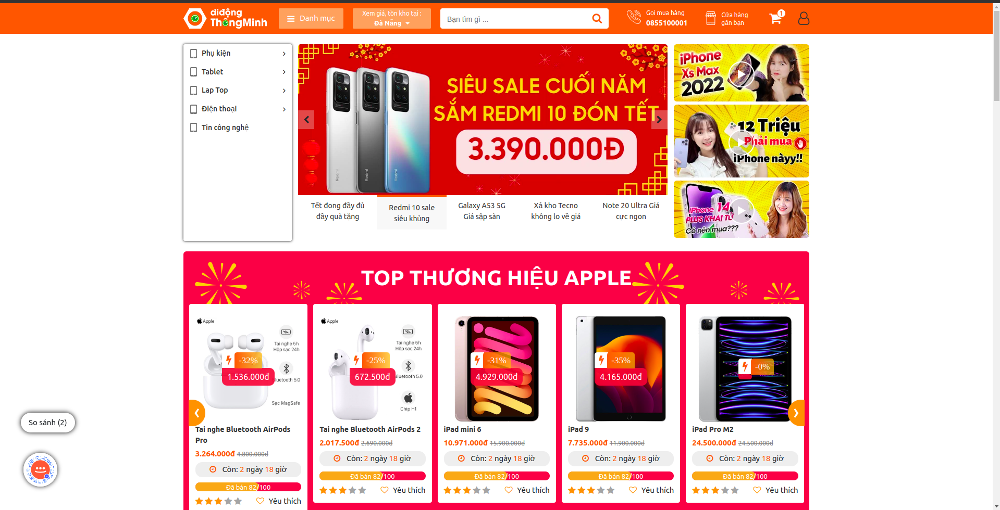 diđộng
ThôngMinh
Danh mục
Xem giá, tồn kho tại :
Đà Nẵng
Bạn tìm gì ...
Gọi mua hàng
0855100001
Cửa hàng
gần bạn
1
Phụ kiện
Tablet
Lap Top
Điện thoại
Tin công nghệ
SIÊU SALE CUỐI NĂM
SẮM REDMI 10 ĐÓN TẾT
3.390.000Đ
Redmi
Redmi
Redmi
Tết đong đầy đủ
đầy quà tặng
Redmi 10 sale
siêu khủng
Galaxy A53 5G
Giá sập sàn
Xả kho Tecno
không lo về giá
Note 20 Ultra Giá
cực ngon
iPhone
Xs Max
2022
12 Triệu
Phải mua
iPhone nàyy!!
iPhone 14
PLUS KHAI TỬ
Có nên mua???
TOP THƯƠNG HIỆU APPLE
Apple
Tai nghe 5h
Hộp sạc 24h
Bluetooth 5.0
Sạc MagSafe
-32%
1.536.000đ
Tai nghe Bluetooth AirPods
Pro
3.264.000đ 4.800.000đ
Còn: 2 ngày 18 giờ
Đã bán 82/100
Yêu thích
Apple
Tai nghe 5h
Hộp sạc 24h
Bluetooth 5.0
Chip H1
-25%
672.500đ
Tai nghe Bluetooth AirPods 2
2.017.500đ 2.690.000đ
Còn: 2 ngày 18 giờ
Đã bán 82/100
Yêu thích
-31%
4.929.000đ
iPad mini 6
10.971.000đ 15.900.000đ
Còn: 2 ngày 18 giờ
Đã bán 82/100
Yêu thích
-35%
4.165.000đ
iPad 9
7.735.000đ 11.900.000đ
Còn: 2 ngày 18 giờ
Đã bán 82/100
Yêu thích
-0%
iPad Pro M2
24.500.000đ 24.500.000đ
Còn: 2 ngày 18 giờ
Đã bán 82/100
Yêu thích
So sánh (2)